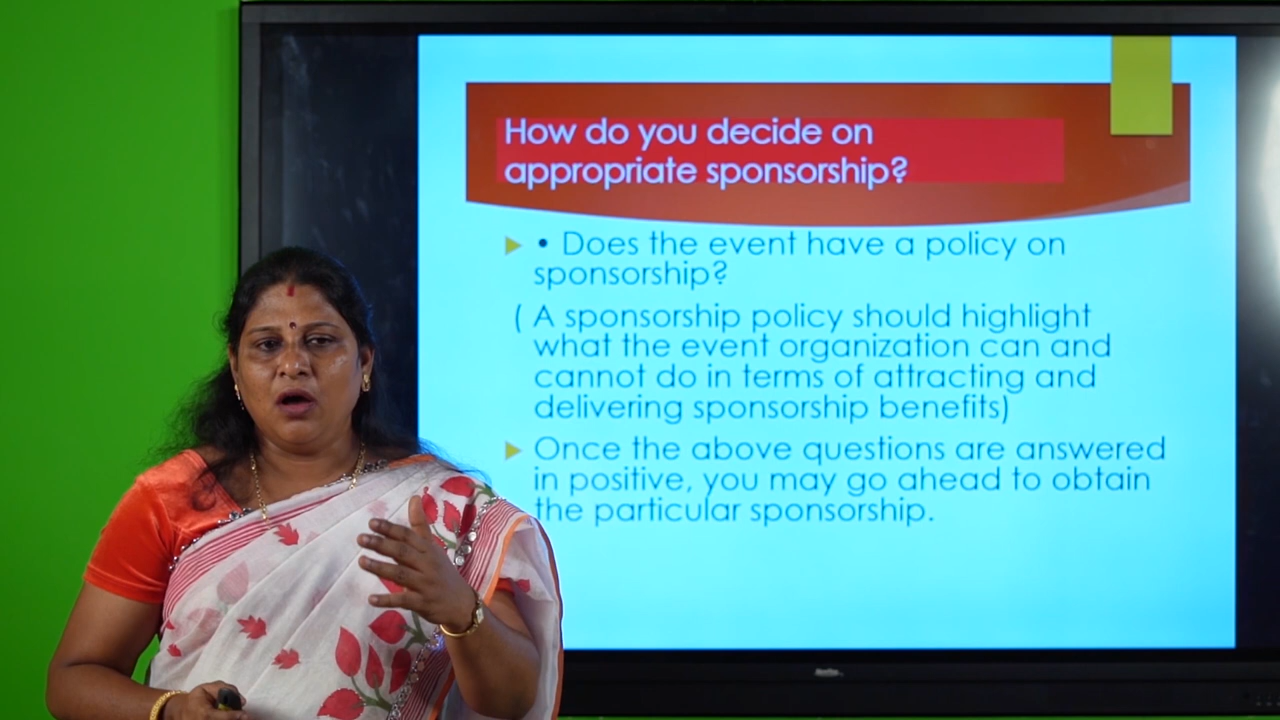 How do you decide on
appropriate sponsorship?
• Does the event have a policy on
sponsorship?
( A sponsorship policy should highlight
what the event organization can and
cannot do in terms of attracting and
delivering sponsorship benefits)
Once the above questions are answered
in positive, you may go ahead to obtain
the particular sponsorship.